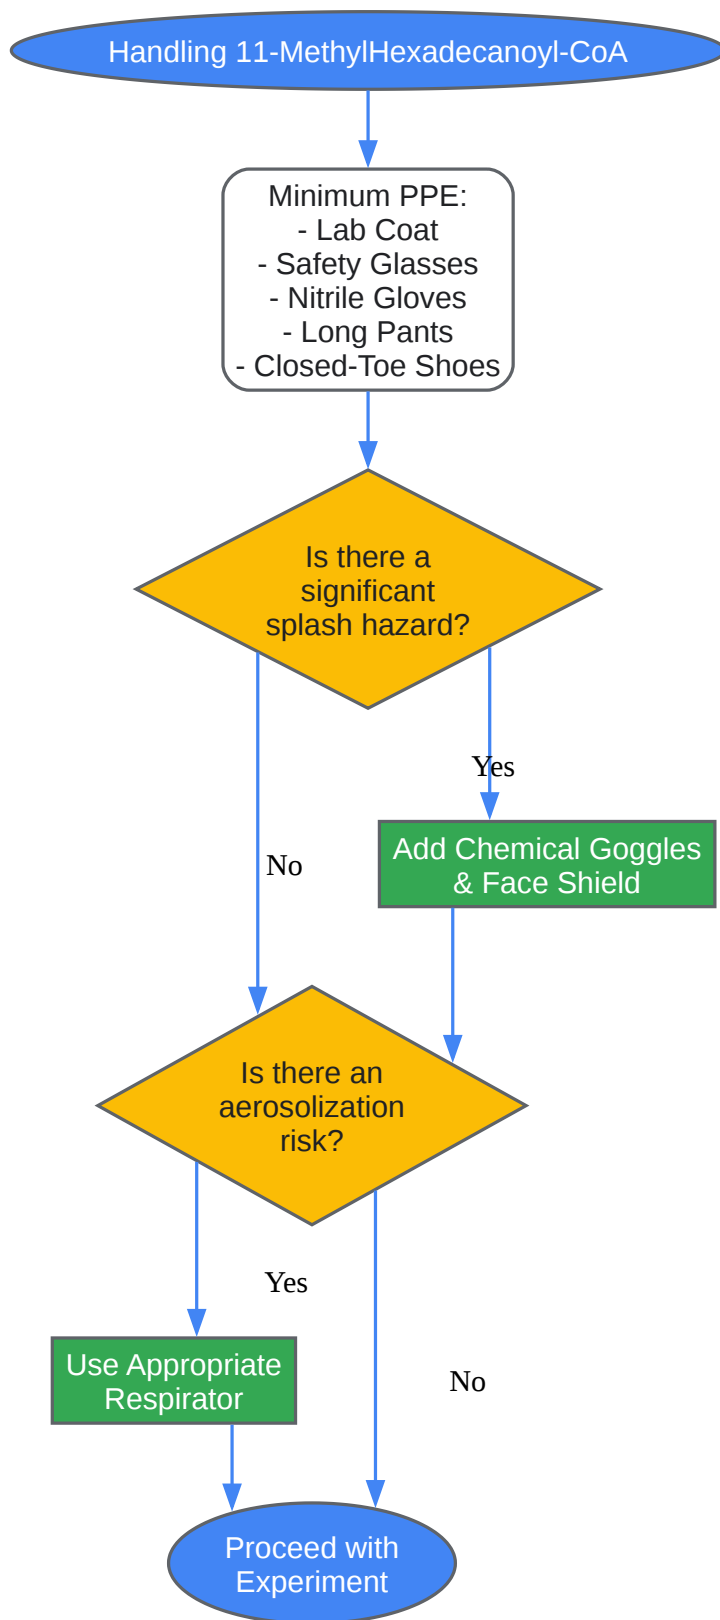 Handling 11-MethylHexadecanoyl-CoA
Minimum PPE:
- Lab Coat
- Safety Glasses
- Nitrile Gloves
- Long Pants
- Closed-Toe Shoes
Is there a
significant
splash hazard?
Yes
No
Add Chemical Goggles
& Face Shield
Is there an
aerosolization
risk?
Yes
No
Use Appropriate
Respirator
Proceed with
Experiment